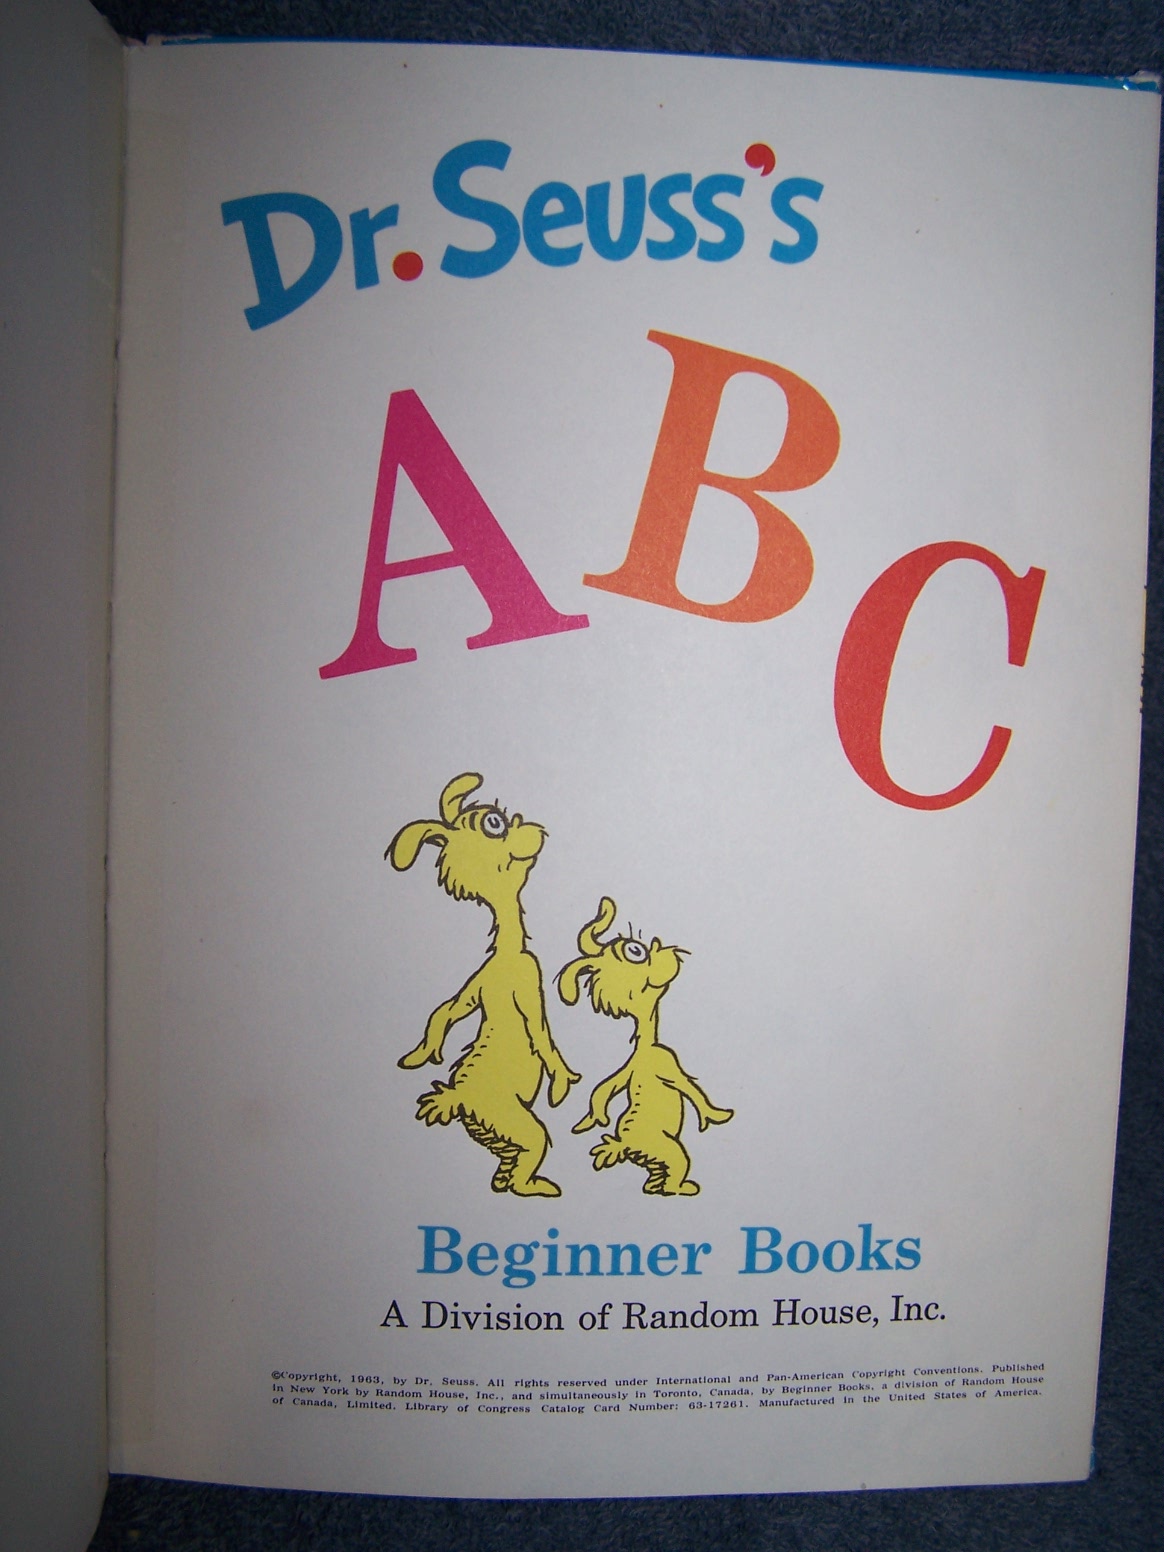 Dr. Seuss's
A B C
Beginner Books
A Division of Random House, Inc.
©Copyright, 1963, by Dr. Seuss. All rights reserved under International and Pan-American Copyright Conventions. Published
in New York by Random House, Inc., and simultaneously in Toronto, Canada, by Beginner Books, a division of Random House
of Canada, Limited. Library of Congress Catalog Card Number: 63-17261. Manufactured in the United States of America.